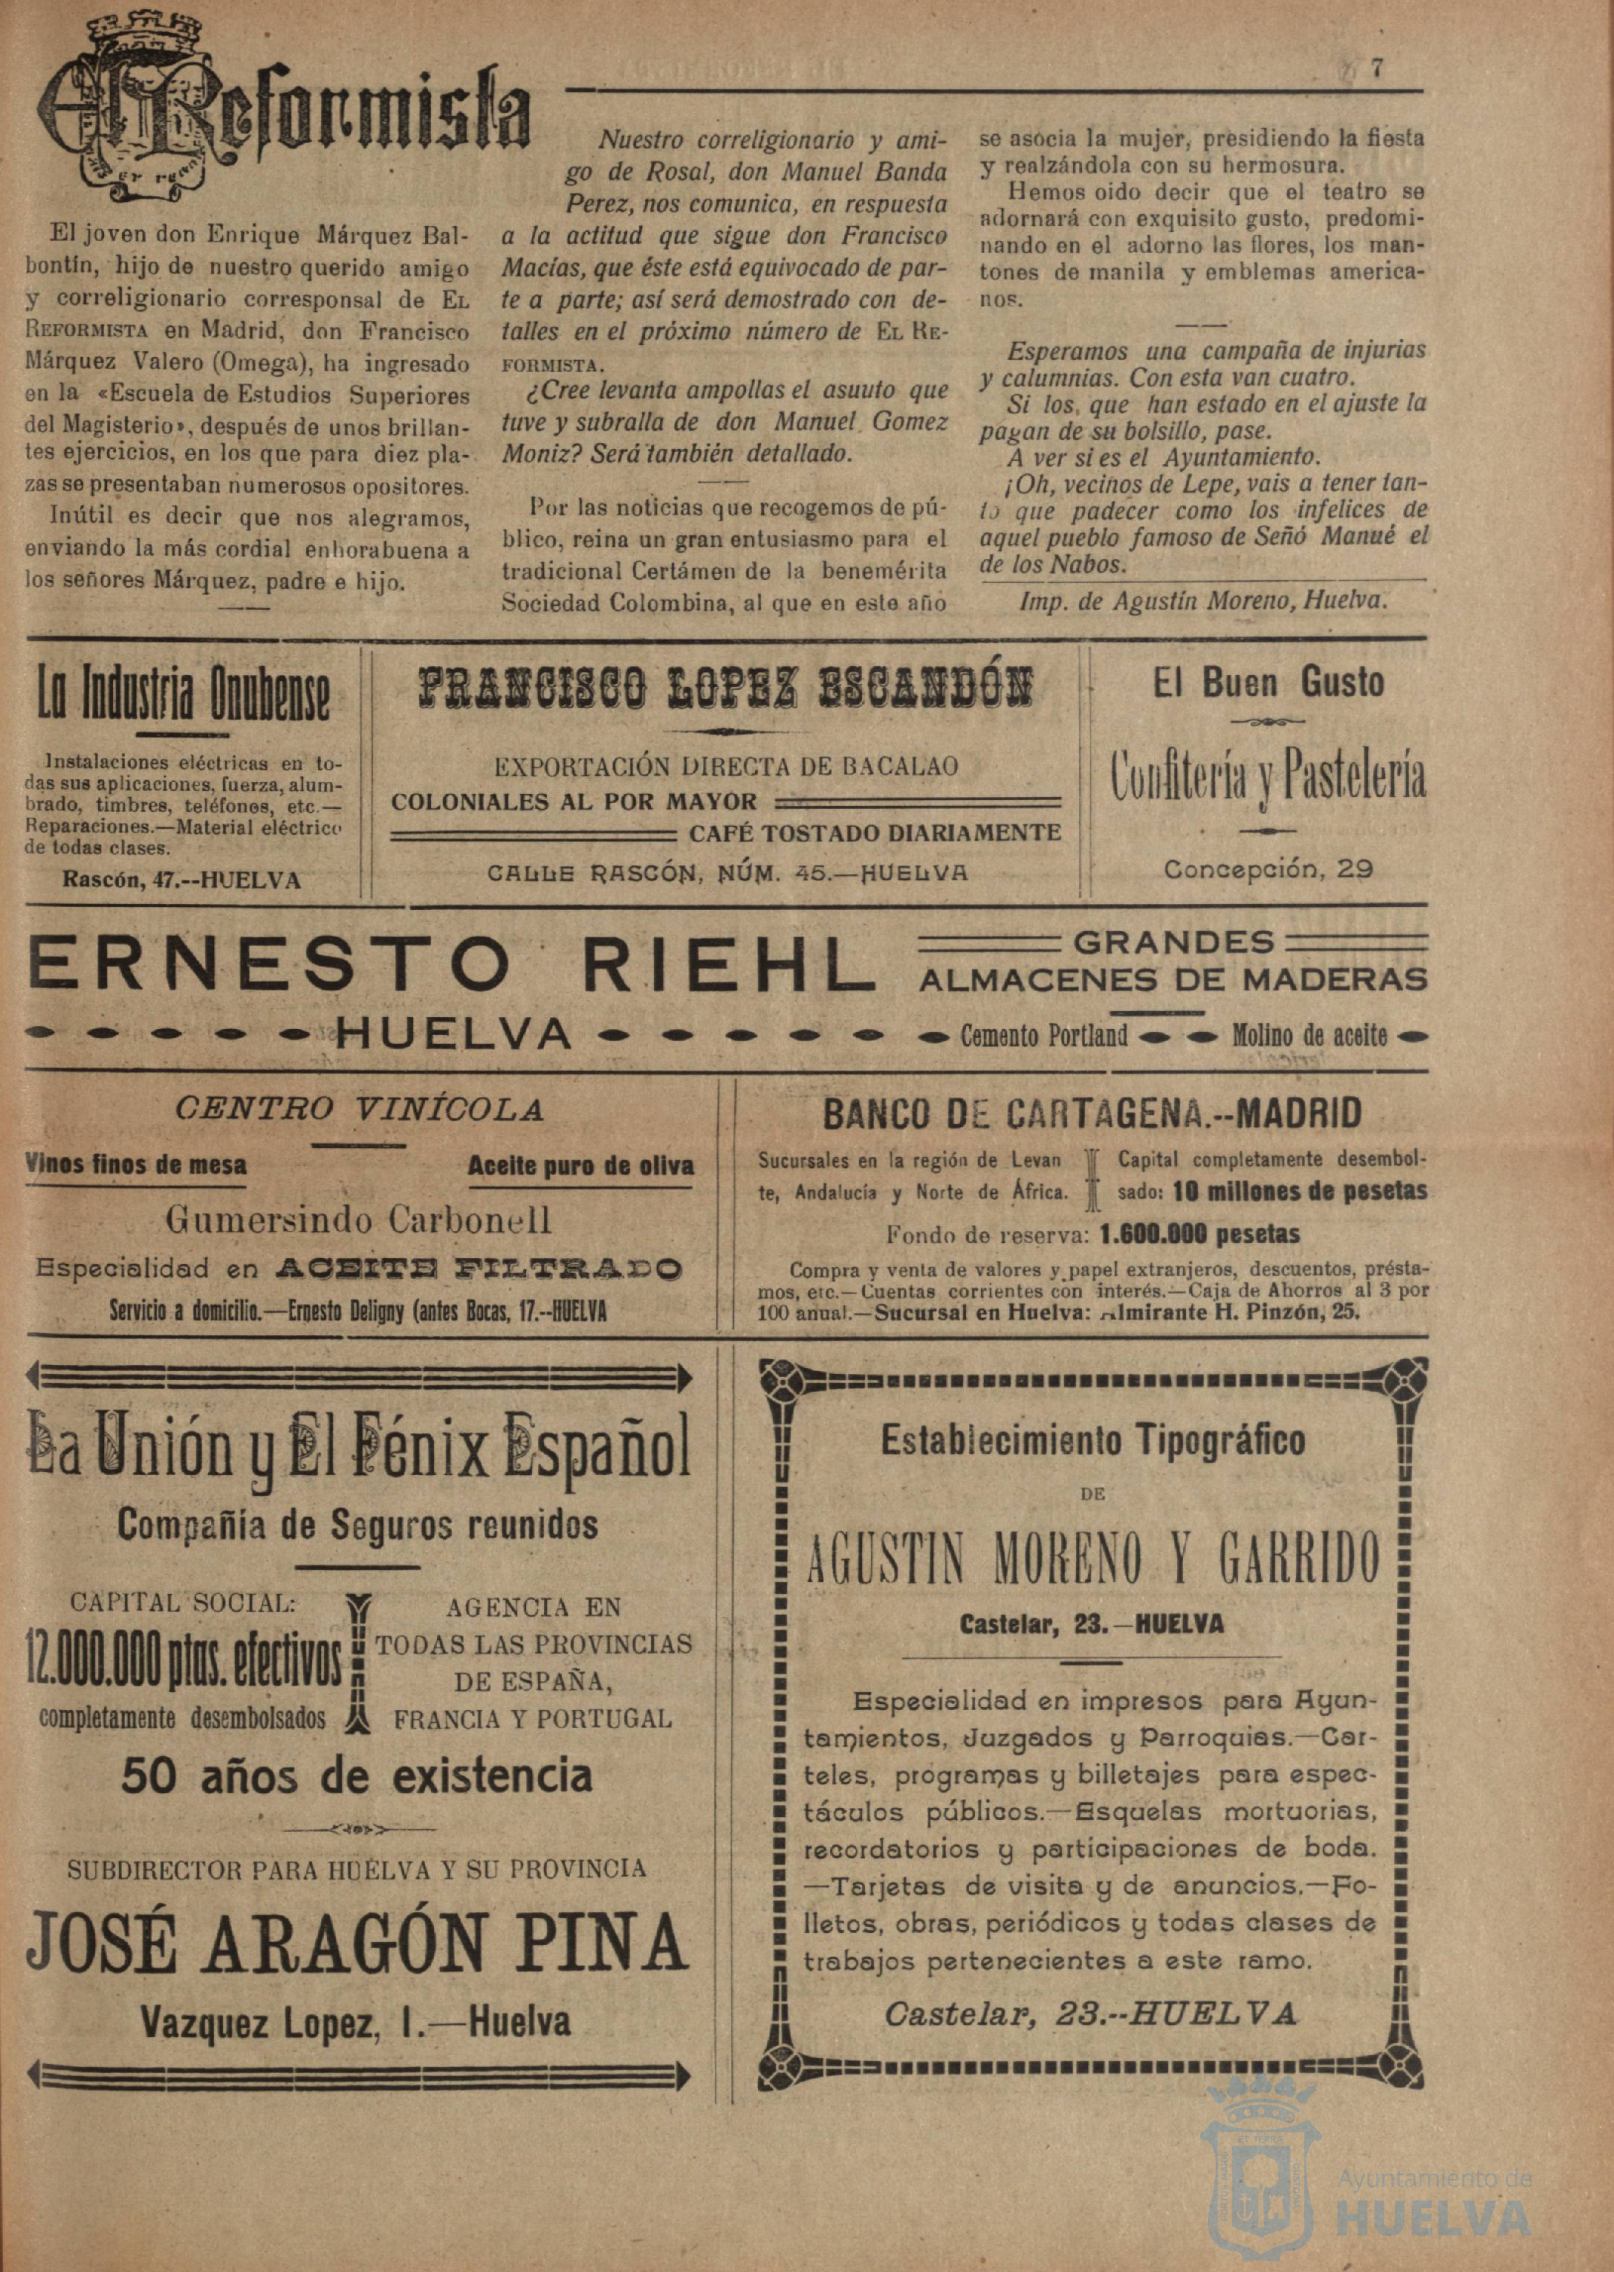 El Reformista
7
El joven don Enrique Márquez Bal-
bontín, hijo de nuestro querido amigo
y correligionario corresponsal de EL
REFORMISTA en Madrid, don Francisco
Márquez Valero (Omega), ha ingresado
en la «Escuela de Estudios Superiores
del Magisterio», después de unos brillan-
tes ejercicios, en los que para diez pla-
zas se presentaban numerosos opositores.
Inútil es decir que nos alegramos,
enviando la más cordial enhorabuena a
los señores Márquez, padre e hijo.
Nuestro correligionario y ami-
go de Rosal, don Manuel Banda
Perez, nos comunica, en respuesta
a la actitud que sigue don Francisco
Macías, que éste está equivocado de par-
te a parte; así será demostrado con de-
talles en el próximo número de EL RE-
FORMISTA.
¿Cree levanta ampollas el asuuto que
tuve y subralla de don Manuel Gomez
Moniz? Será también detallado.
Por las noticias que recogemos de pú-
blico, reina un gran entusiasmo para el
tradicional Certámen de la benemérita
Sociedad Colombina, al que en este año
se asocia la mujer, presidiendo la fiesta
y realzándola con su hermosura.
Hemos oido decir que el teatro se
adornará con exquisito gusto, predomi-
nando en el adorno las flores, los man-
tones de manila y emblemas america-
nos.
Esperamos una campaña de injurias
y calumnias. Con esta van cuatro.
Si los, que han estado en el ajuste la
pagan de su bolsillo, pase.
A ver si es el Ayuntamiento.
¡Oh, vecinos de Lepe, vais a tener tan-
to que padecer como los infelices de
aquel pueblo famoso de Señó Manué el
de los Nabos.
Imp. de Agustín Moreno, Huelva.
La Industria Onubense
Instalaciones eléctricas en to-
das sus aplicaciones, fuerza, alum-
brado, timbres, teléfonos, etc.—
Reparaciones.—Material eléctrico
de todas clases.
Rascón, 47.--HUELVA
FRANCISCO LOPEZ ESCANDÓN
EXPORTACIÓN DIRECTA DE BACALAO
COLONIALES AL POR MAYOR
CAFÉ TOSTADO DIARIAMENTE
CALLE RASCÓN, NÚM. 45.—HUELVA
El Buen Gusto
Confitería y Pastelería
Concepción, 29
ERNESTO RIEHL
GRANDES
ALMACENES DE MADERAS
HUELVA
Cemento Portland
Molino de aceite
CENTRO VINÍCOLA
Vinos finos de mesa
Aceite puro de oliva
Gumersindo Carbonell
Especialidad en ACEITE FILTRADO
Servicio a domicilio.—Ernesto Deligny (antes Bocas, 17.--HUELVA
BANCO DE CARTAGENA.--MADRID
Sucursales en la región de Levan
te, Andalucía y Norte de África.
Capital completamente desembol-
sado: 10 millones de pesetas
Fondo de reserva: 1.600.000 pesetas
Compra y venta de valores y papel extranjeros, descuentos, présta-
mos, etc.—Cuentas corrientes con interés.—Caja de Ahorros al 3 por
100 anual.—Sucursal en Huelva: Almirante H. Pinzón, 25.
La Unión y El Fénix Español
Compañía de Seguros reunidos
CAPITAL SOCIAL:
12.000.000 ptas. efectivos
completamente desembolsados
AGENCIA EN
TODAS LAS PROVINCIAS
DE ESPAÑA,
FRANCIA Y PORTUGAL
50 años de existencia
SUBDIRECTOR PARA HUELVA Y SU PROVINCIA
JOSÉ ARAGÓN PINA
Vazquez Lopez, 1.—Huelva
Establecimiento Tipográfico
DE
AGUSTIN MORENO Y GARRIDO
Castelar, 23.—HUELVA
Especialidad en impresos para Ayun-
tamientos, Juzgados y Parroquias.—Car-
teles, programas y billetajes para espec-
táculos públicos.—Esquelas mortuorias,
recordatorios y participaciones de boda.
—Tarjetas de visita y de anuncios.—Fo-
lletos, obras, periódicos y todas clases de
trabajos pertenecientes a este ramo.
Castelar, 23.--HUELVA
Ayuntamiento de
HUELVA